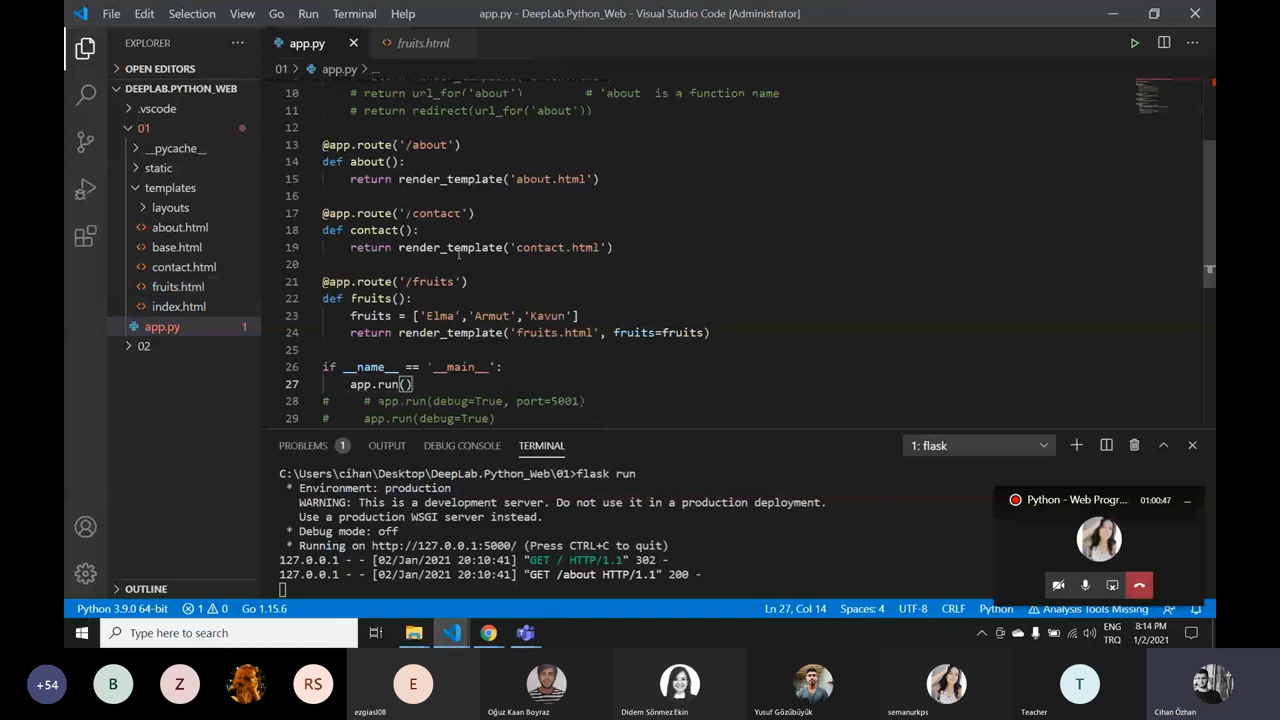 File Edit Selection View Go Run Terminal Help
app.py - DeepLab.Python_Web - Visual Studio Code [Administrator]
EXPLORER
app.py
fruits.html
OPEN EDITORS
01 > app.py > ...
DEEPLAB.PYTHON_WEB
.vscode
01
__pycache__
static
templates
layouts
about.html
base.html
contact.html
fruits.html
index.html
app.py 1
02
OUTLINE
10 # return url_for('about') # 'about is a function name
11 # return redirect(url_for('about'))
12
13 @app.route('/about')
14 def about():
15 return render_template('about.html')
16
17 @app.route('/contact')
18 def contact():
19 return render_template('contact.html')
20
21 @app.route('/fruits')
22 def fruits():
23 fruits = ['Elma','Armut','Kavun']
24 return render_template('fruits.html', fruits=fruits)
25
26 if __name__ == '__main__':
27 app.run()
28 # # app.run(debug=True, port=5001)
29 # app.run(debug=True)
PROBLEMS 1 OUTPUT DEBUG CONSOLE TERMINAL
1: flask
C:\Users\cihan\Desktop\DeepLab.Python_Web\01>flask run
* Environment: production
WARNING: This is a development server. Do not use it in a production deployment.
Use a production WSGI server instead.
* Debug mode: off
* Running on http://127.0.0.1:5000/ (Press CTRL+C to quit)
127.0.0.1 - - [02/Jan/2021 20:10:41] "GET / HTTP/1.1" 302 -
127.0.0.1 - - [02/Jan/2021 20:10:41] "GET /about HTTP/1.1" 200 -
Python - Web Progr... 01:00:47
Python 3.9.0 64-bit 1 0 Go 1.15.6
Ln 27, Col 14 Spaces: 4 UTF-8 CRLF Python Analysis Tools Missing
Type here to search
ENG
TRQ
8:14 PM
1/2/2021
+54
B
Z
RS
E
T
ezgiasl08
Oğuz Kaan Boyraz
Didem Sönmez Ekin
Yusuf Gözübüyük
semanurkps
Teacher
Cihan Özhan